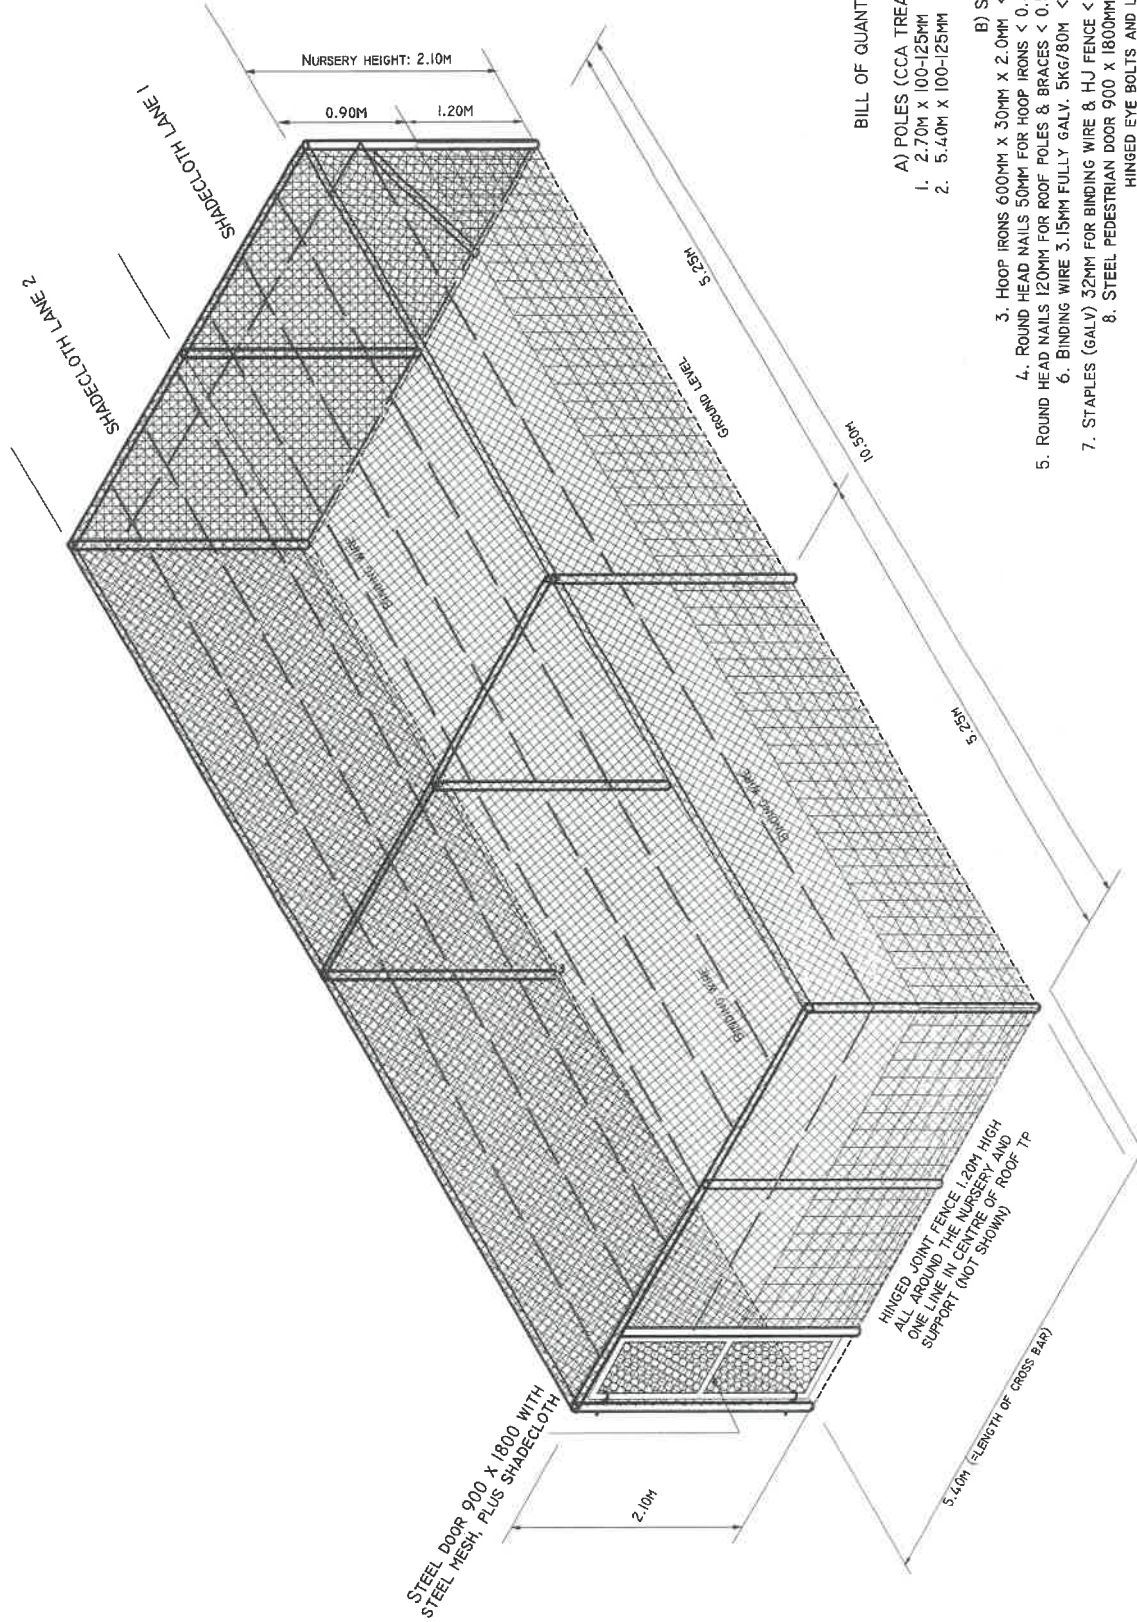 SHADECLOTH LANE 2
SHADECLOTH LANE 1
NURSERY HEIGHT: 2.10M
0.90M
1.20M
BINDING WIRE
BINDING WIRE
BINDING WIRE
GROUND LEVEL
5.25M
5.25M
10.50M
STEEL DOOR 900 X 1800 WITH
STEEL MESH, PLUS SHADECLOTH
2.10M
5.40M (=LENGTH OF CROSS BAR)
HINGED JOINT FENCE 1.20M HIGH
ALL AROUND THE NURSERY AND
ONE LINE IN CENTRE OF ROOF TP
SUPPORT (NOT SHOWN)
BILL OF QUANT
A) POLES (CCA TREA
1. 2.70M X 100-125MM
2. 5.40M X 100-125MM
B) S
3. HOOP IRONS 600MM X 30MM X 2.0MM <
4. ROUND HEAD NAILS 50MM FOR HOOP IRONS < 0.
5. ROUND HEAD NAILS 120MM FOR ROOF POLES & BRACES < 0.5
6. BINDING WIRE 3.15MM FULLY GALV. 5KG/80M <
7. STAPLES (GALV) 32MM FOR BINDING WIRE & HJ FENCE <
8. STEEL PEDESTRIAN DOOR 900 X 1800MM
HINGED EYE BOLTS AND L